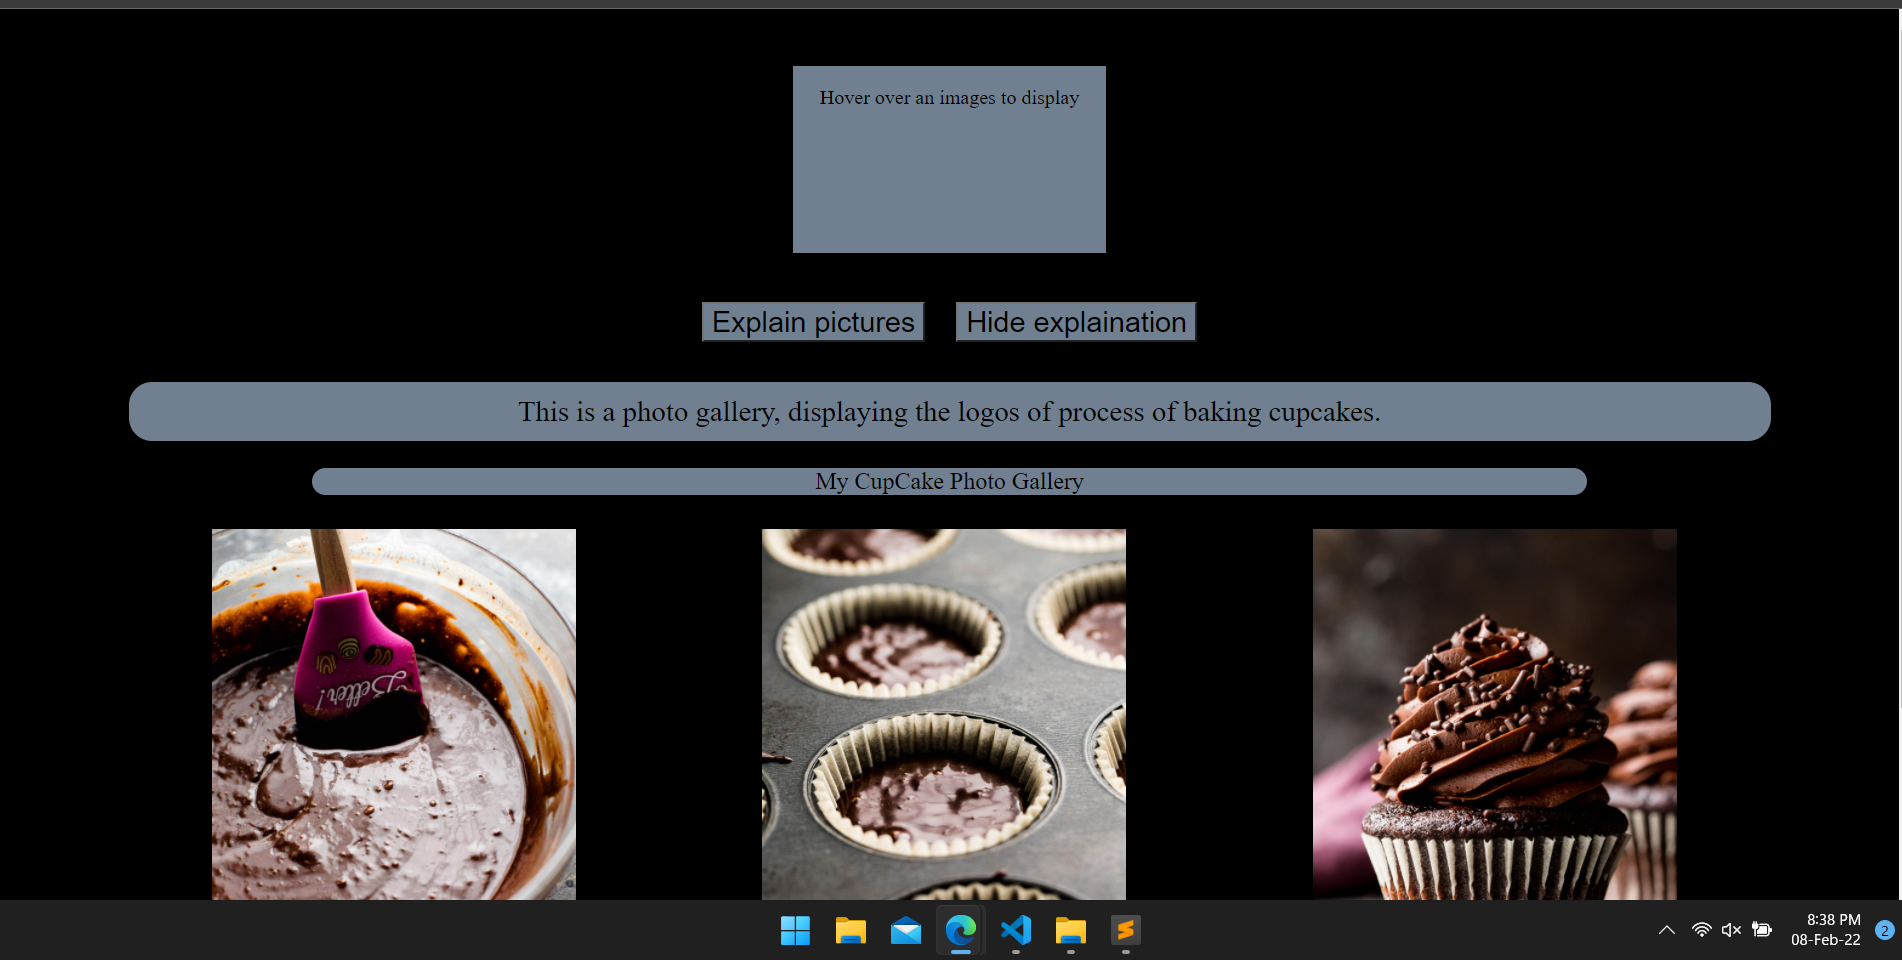 Hover over an images to display
Explain pictures
Hide explaination
This is a photo gallery, displaying the logos of process of baking cupcakes.
My CupCake Photo Gallery
Better!
8:38 PM
08-Feb-22
2